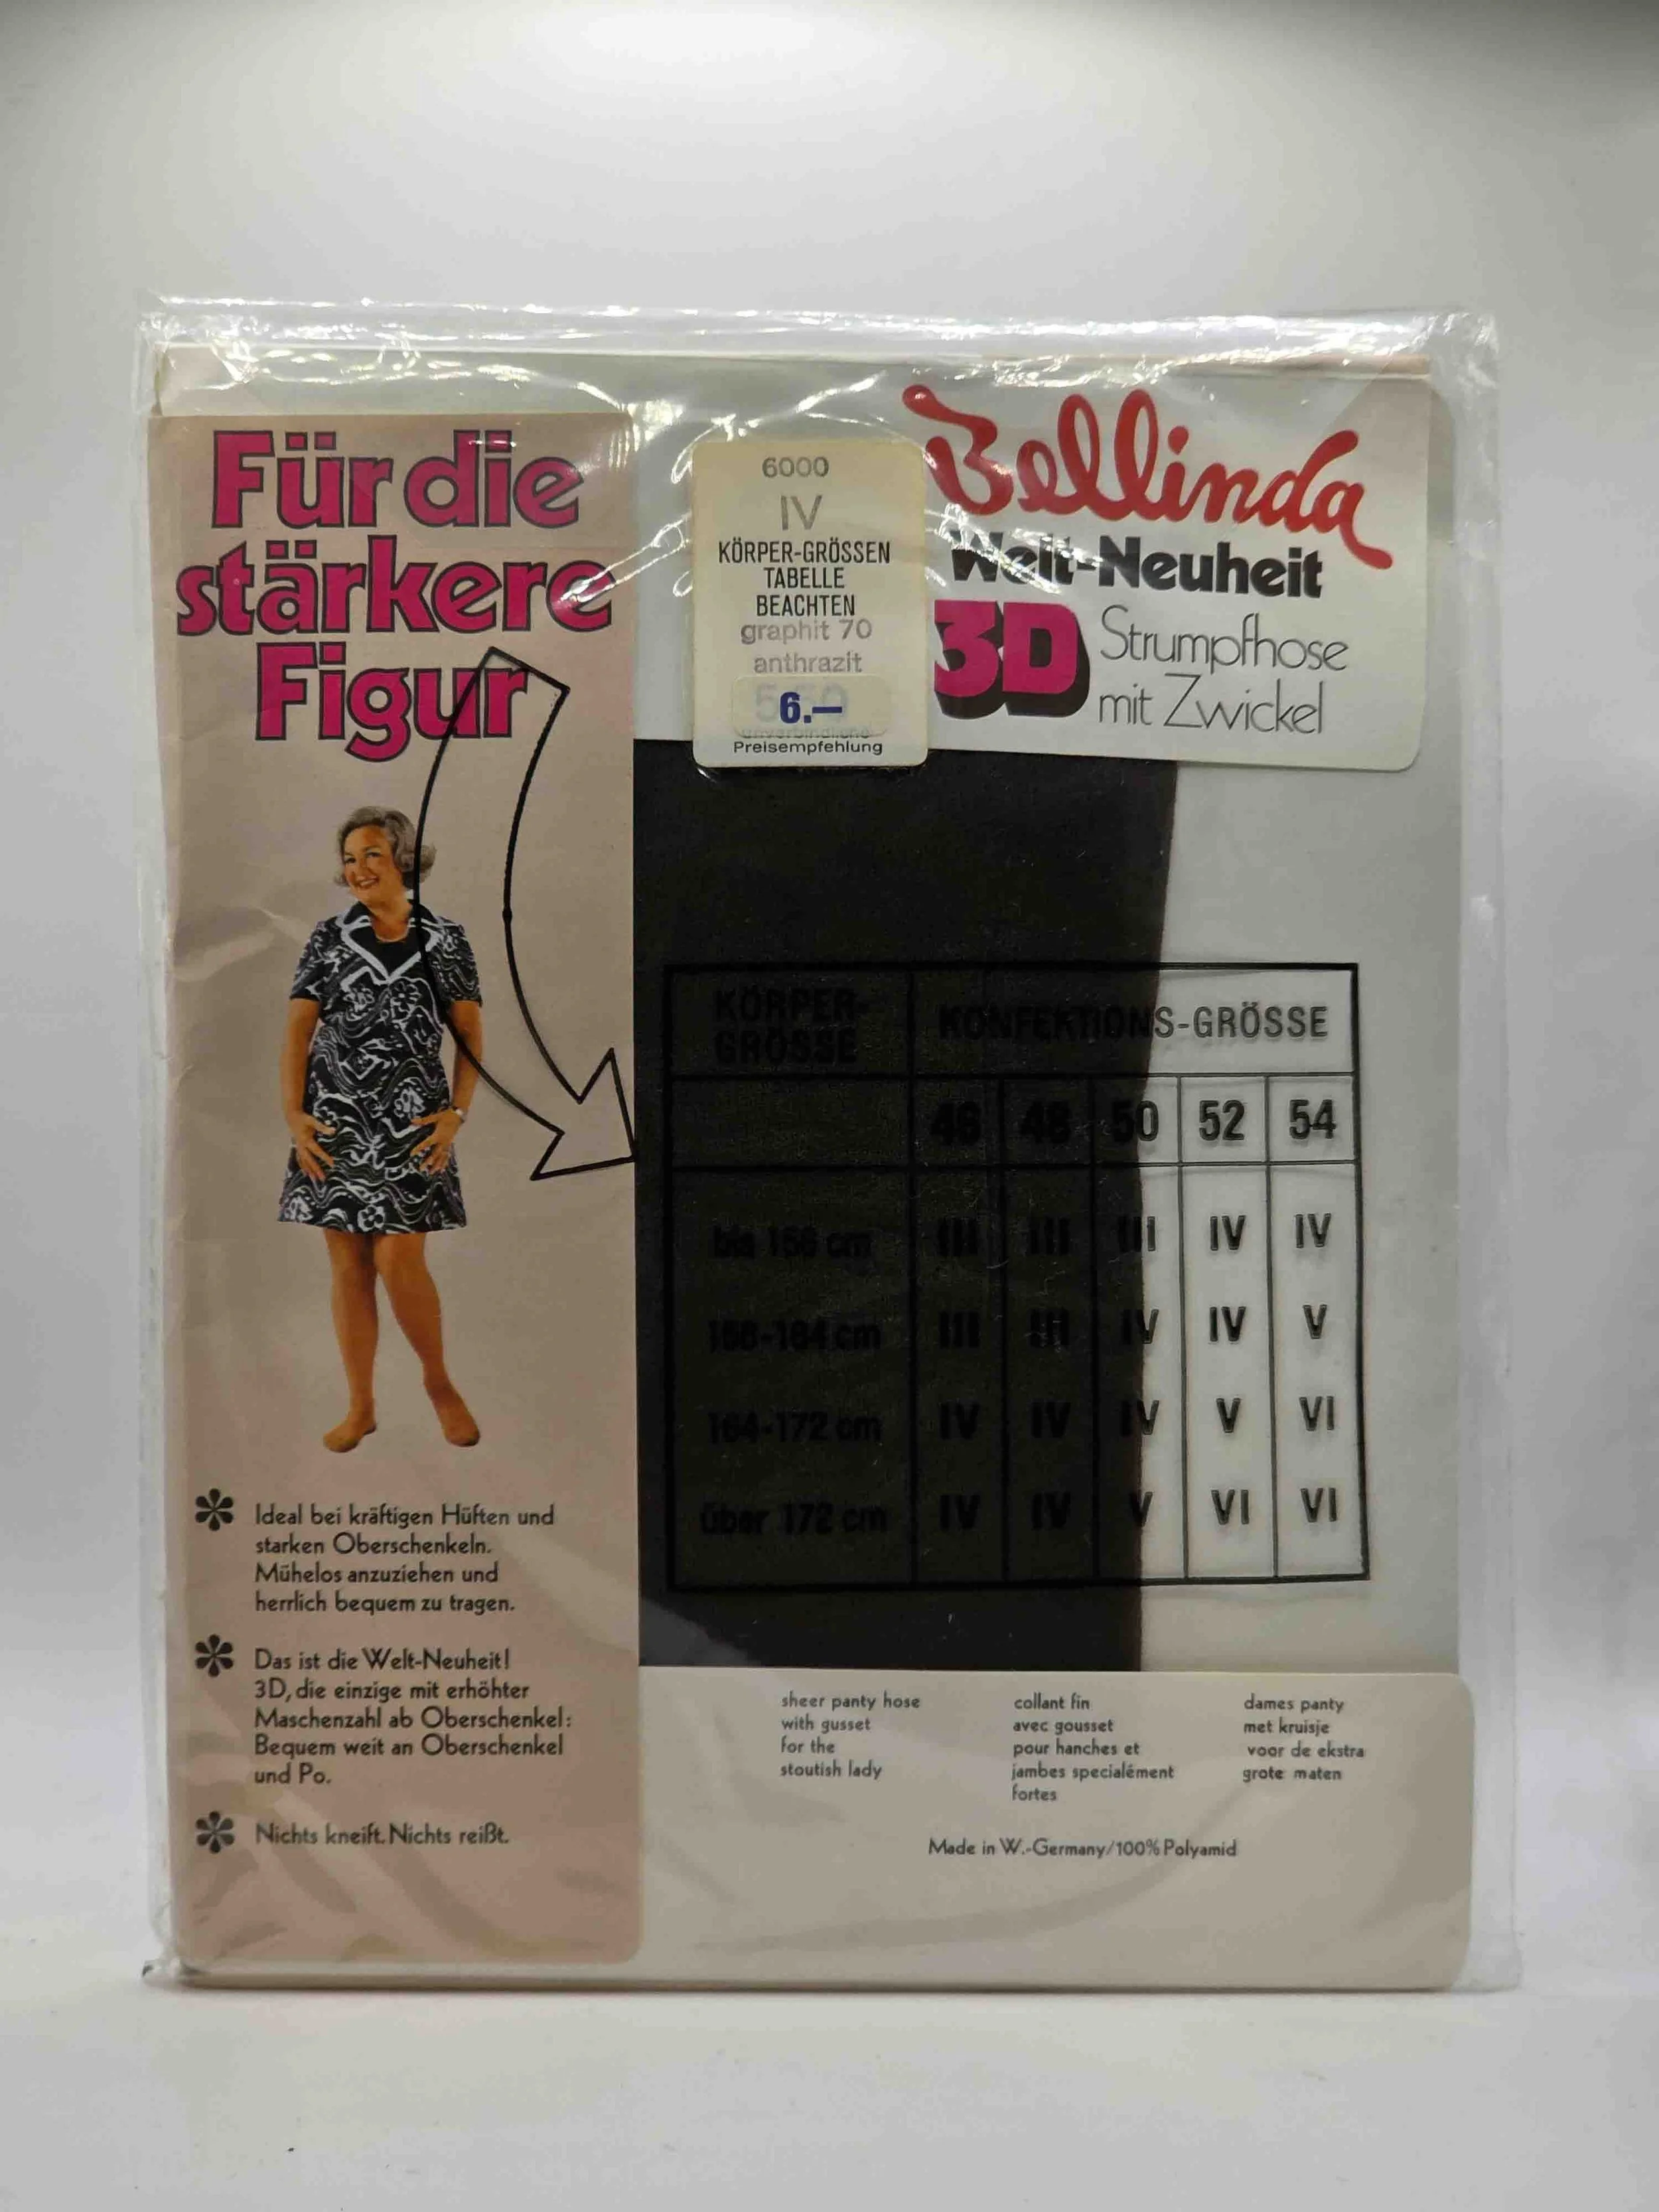 Für die
stärkere
Figur
6000
IV
KÖRPER-GRÖSSEN
TABELLE
BEACHTEN
graphit 70
anthrazit
6.—
unverbindliche
Preisempfehlung
Bellinda
Welt-Neuheit
3D Strumpfhose
mit Zwickel
KÖRPER-
GRÖSSE
KONFEKTIONS-GRÖSSE
46 48 50 52 54
bis 156 cm III III III IV IV
156-164 cm III III IV IV V
164-172 cm IV IV IV V VI
über 172 cm IV IV V VI VI
Ideal bei kräftigen Hüften und
starken Oberschenkeln.
Mühelos anzuziehen und
herrlich bequem zu tragen.
Das ist die Welt-Neuheit!
3D, die einzige mit erhöhter
Maschenzahl ab Oberschenkel:
Bequem weit an Oberschenkel
und Po.
Nichts kneift. Nichts reißt.
sheer panty hose
with gusset
for the
stoutish lady
collant fin
avec gousset
pour hanches et
jambes specialément
fortes
dames panty
met kruisje
voor de ekstra
grote maten
Made in W.-Germany/100% Polyamid